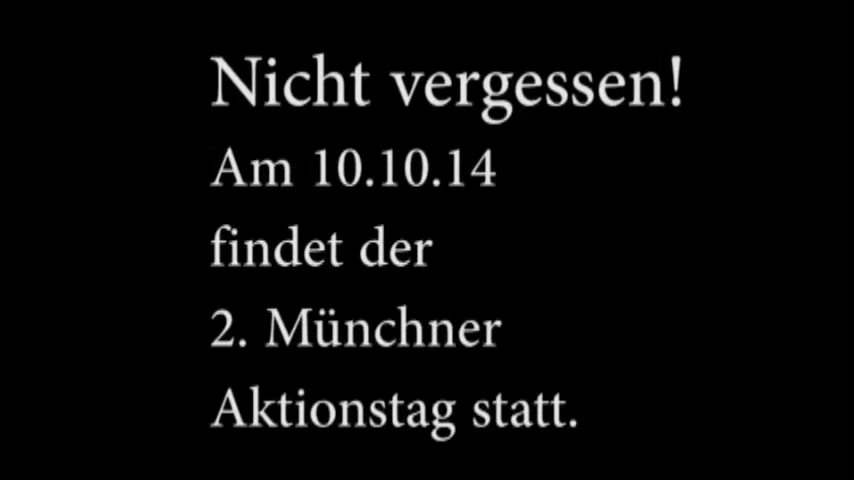 Nicht vergessen!
Am 10.10.14
findet der
2. Münchner
Aktionstag statt.